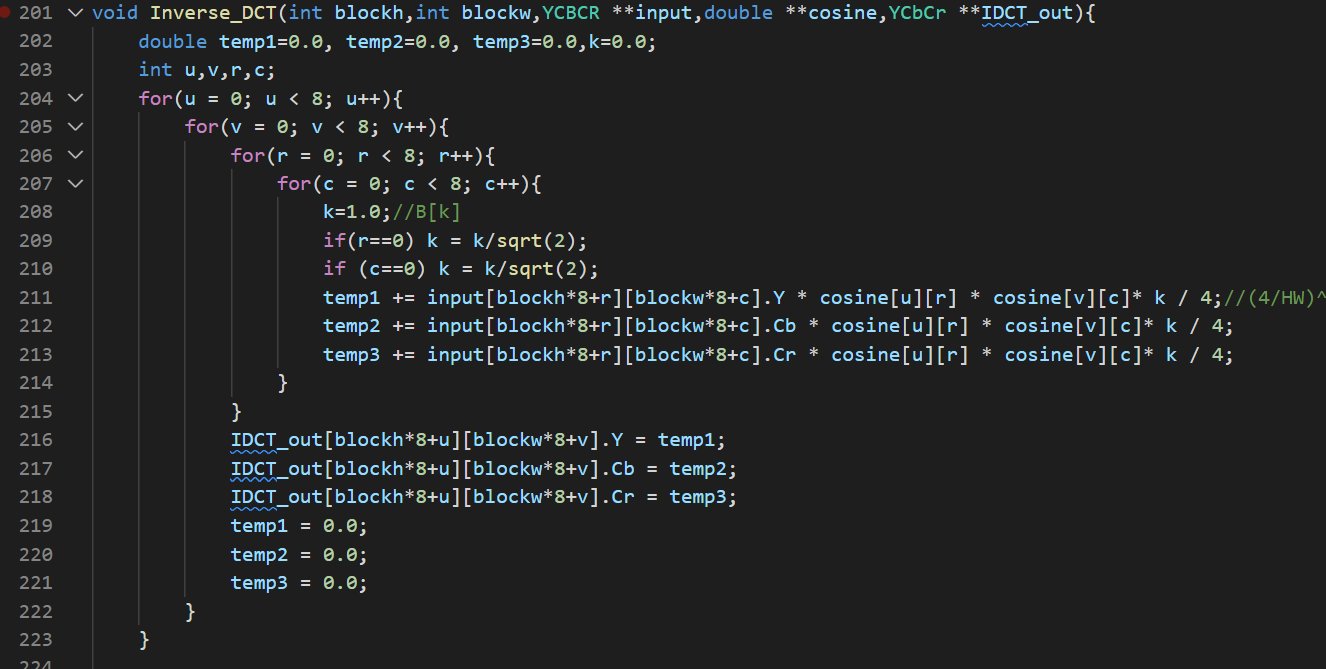 201 void Inverse_DCT(int blockh,int blockw,YCBCR **input,double **cosine,YCbCr **IDCT_out){
202 double temp1=0.0, temp2=0.0, temp3=0.0,k=0.0;
203 int u,v,r,c;
204 for(u = 0; u < 8; u++){
205 for(v = 0; v < 8; v++){
206 for(r = 0; r < 8; r++){
207 for(c = 0; c < 8; c++){
208 k=1.0;//B[k]
209 if(r==0) k = k/sqrt(2);
210 if (c==0) k = k/sqrt(2);
211 temp1 += input[blockh*8+r][blockw*8+c].Y * cosine[u][r] * cosine[v][c]* k / 4;//(4/HW)^
212 temp2 += input[blockh*8+r][blockw*8+c].Cb * cosine[u][r] * cosine[v][c]* k / 4;
213 temp3 += input[blockh*8+r][blockw*8+c].Cr * cosine[u][r] * cosine[v][c]* k / 4;
214 }
215 }
216 IDCT_out[blockh*8+u][blockw*8+v].Y = temp1;
217 IDCT_out[blockh*8+u][blockw*8+v].Cb = temp2;
218 IDCT_out[blockh*8+u][blockw*8+v].Cr = temp3;
219 temp1 = 0.0;
220 temp2 = 0.0;
221 temp3 = 0.0;
222 }
223 }
224